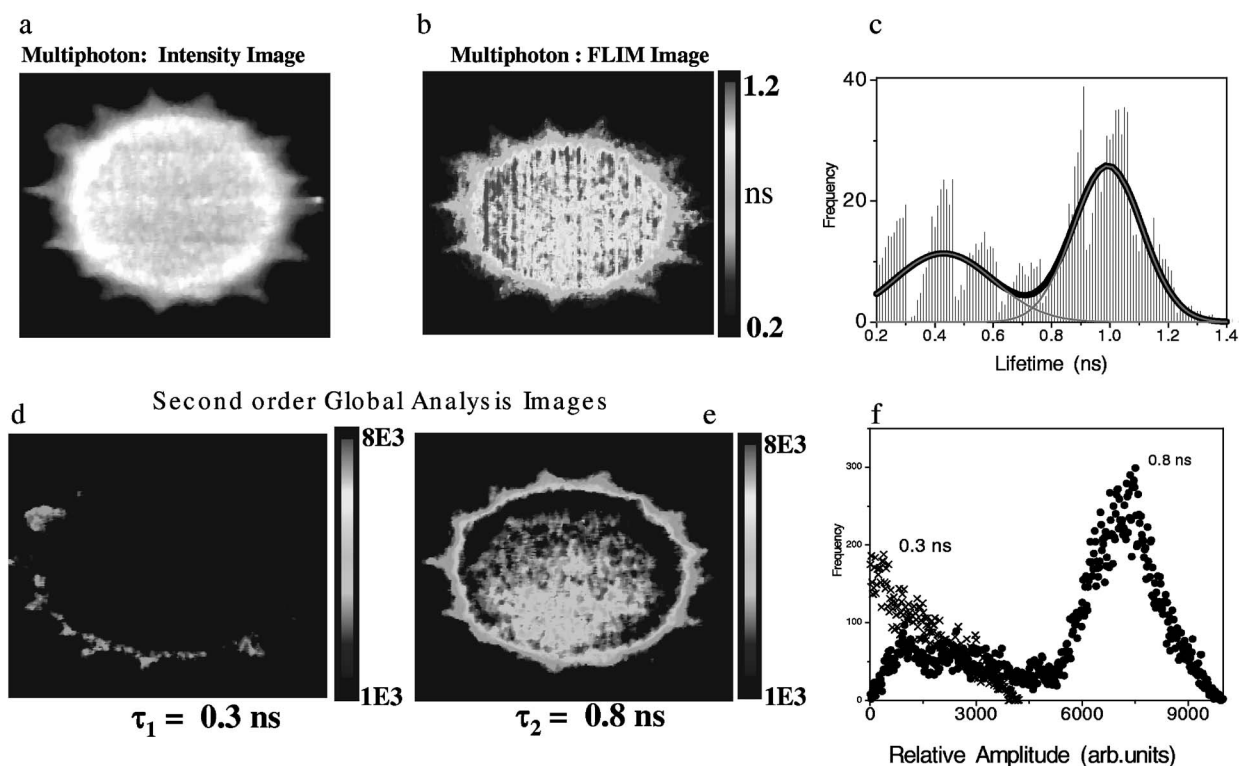 a
Multiphoton: Intensity Image
b
Multiphoton : FLIM Image
1.2
ns
0.2
c
40
20
0
Frequency
0.2 0.4 0.6 0.8 1.0 1.2 1.4
Lifetime (ns)
Second order Global Analysis Images
d
8E3
1E3
τ1 = 0.3 ns
e
8E3
1E3
τ2 = 0.8 ns
f
300
200
100
0
Frequency
0.3 ns
0.8 ns
0 3000 6000 9000
Relative Amplitude (arb.units)